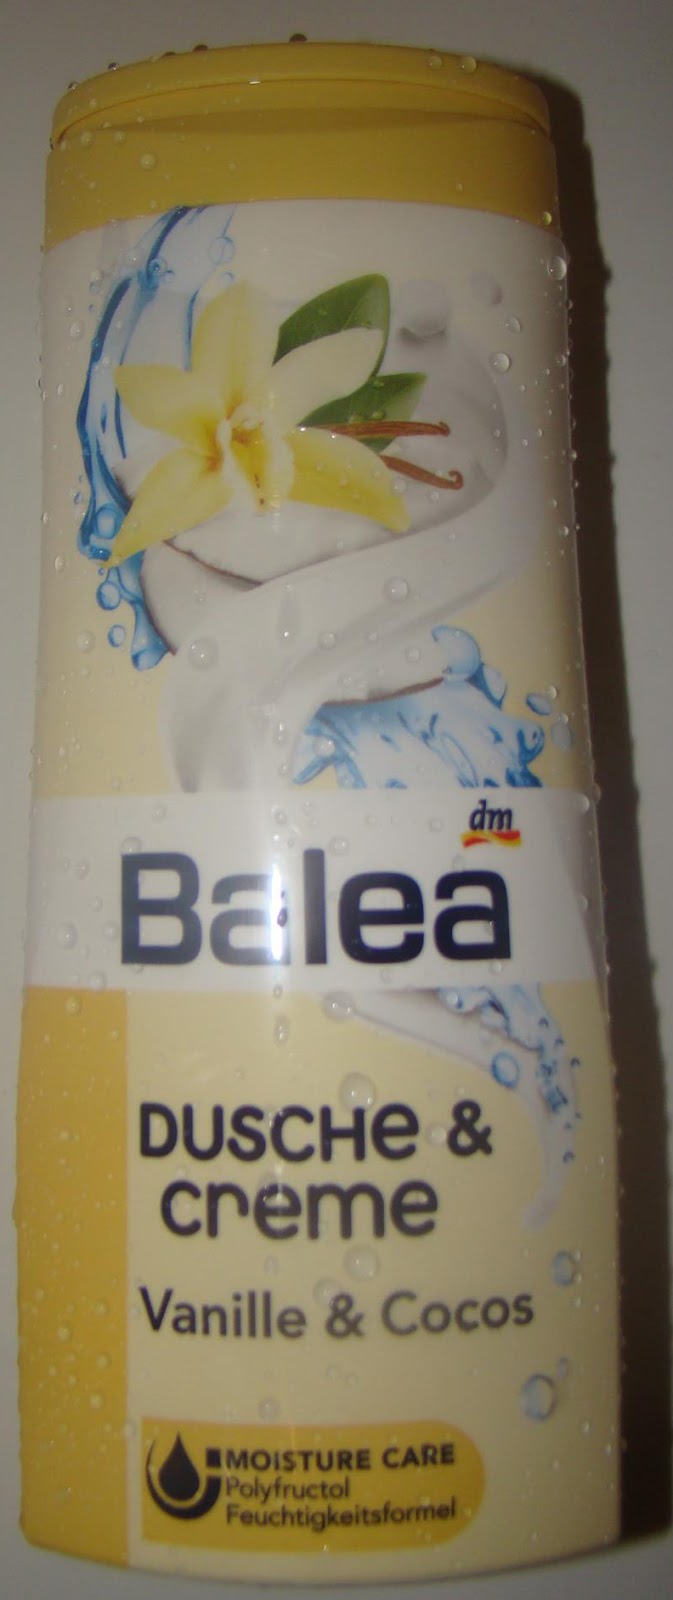 dm
Balea
DUSCHe &
creme
Vanille & Cocos
MOISTURE CARE
Polyfructol
Feuchtigkeitsformel